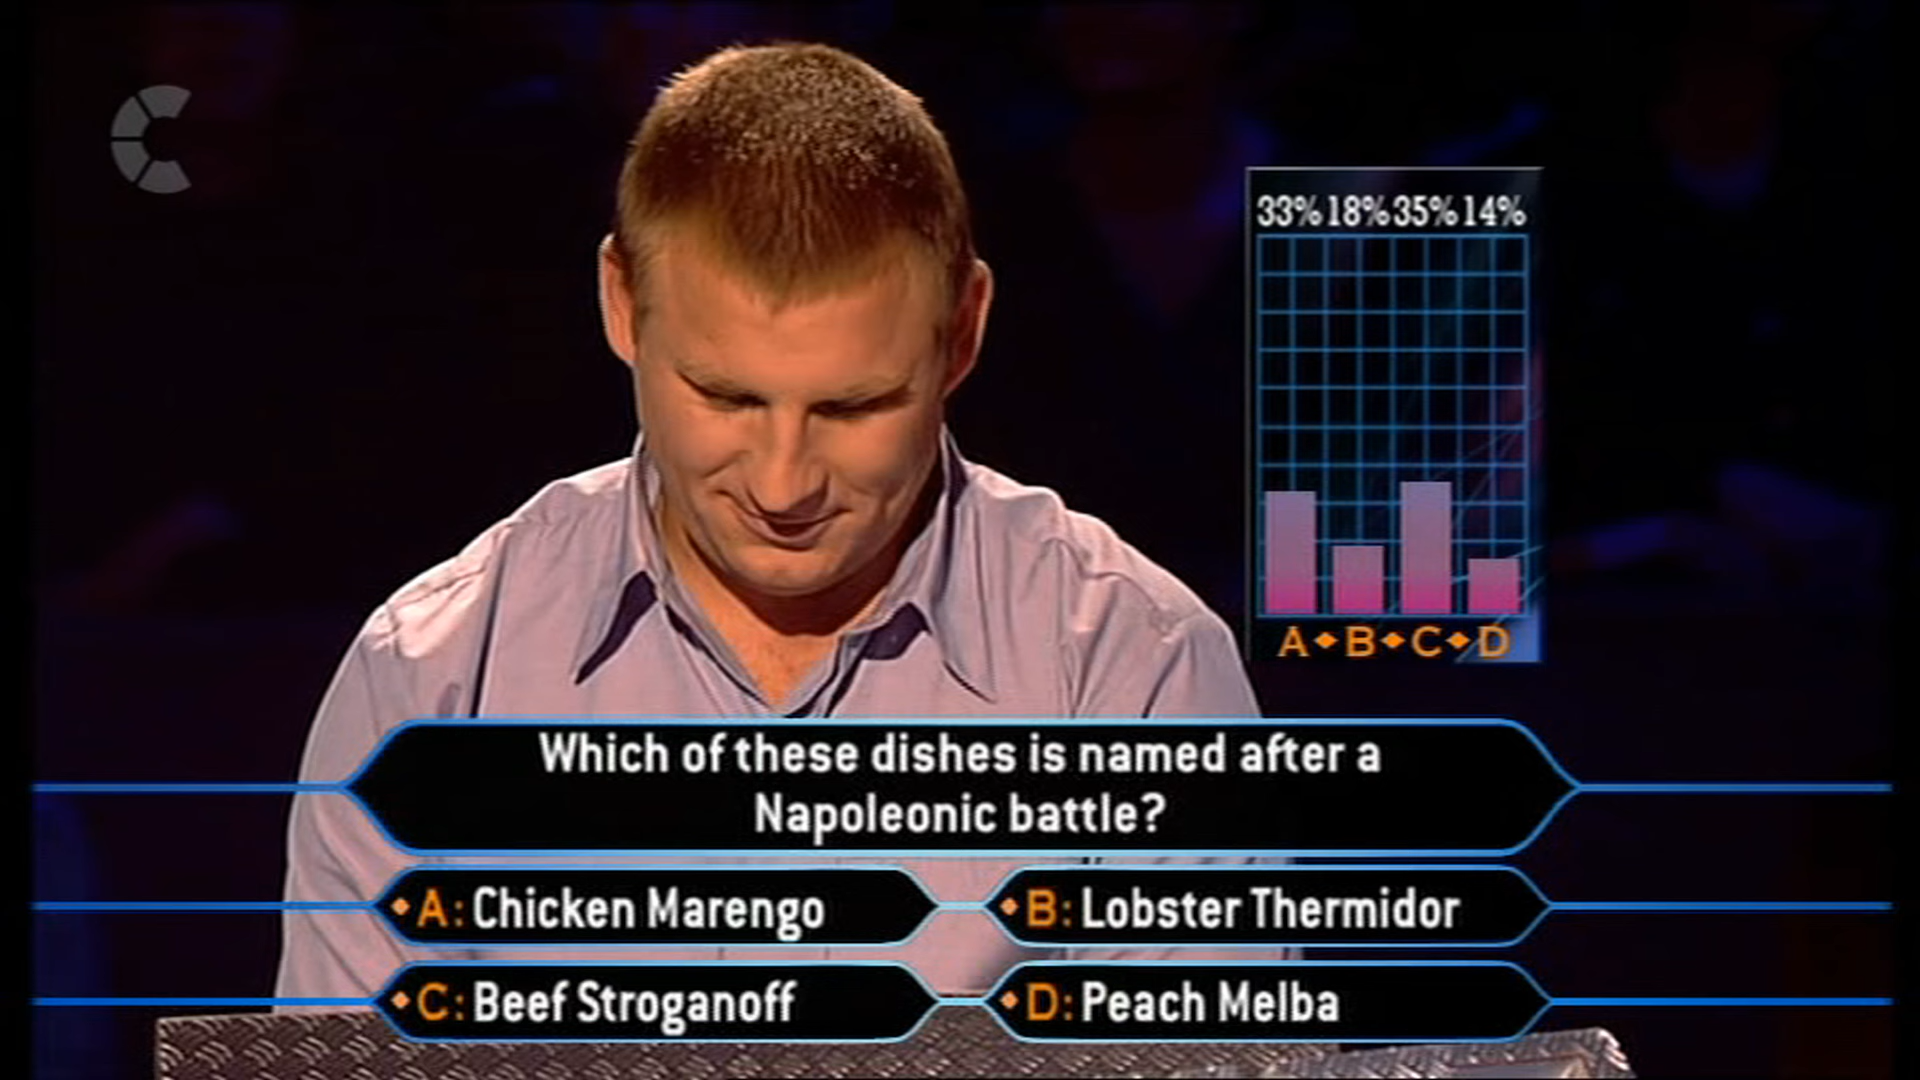 33% 18% 35% 14%
A◆B◆C◆D
Which of these dishes is named after a
Napoleonic battle?
A: Chicken Marengo
B: Lobster Thermidor
C: Beef Stroganoff
D: Peach Melba